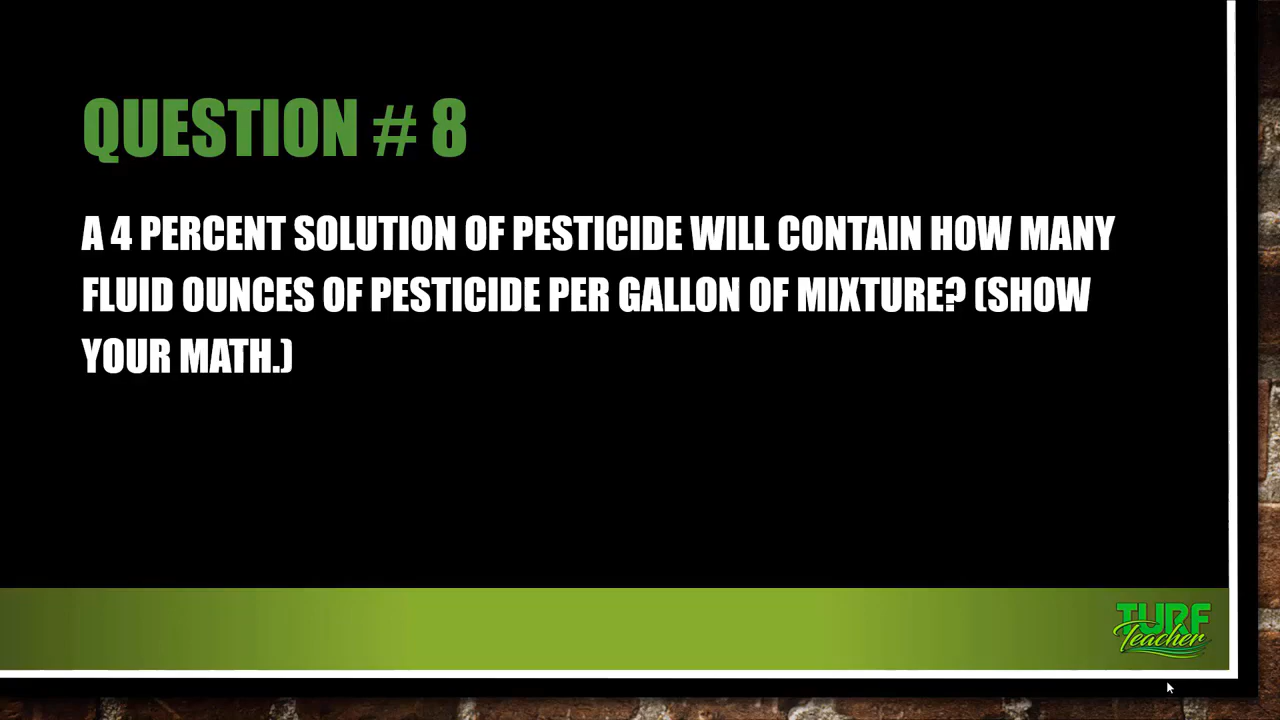 QUESTION # 8
A 4 PERCENT SOLUTION OF PESTICIDE WILL CONTAIN HOW MANY
FLUID OUNCES OF PESTICIDE PER GALLON OF MIXTURE? (SHOW
YOUR MATH.)
TURF
Teacher